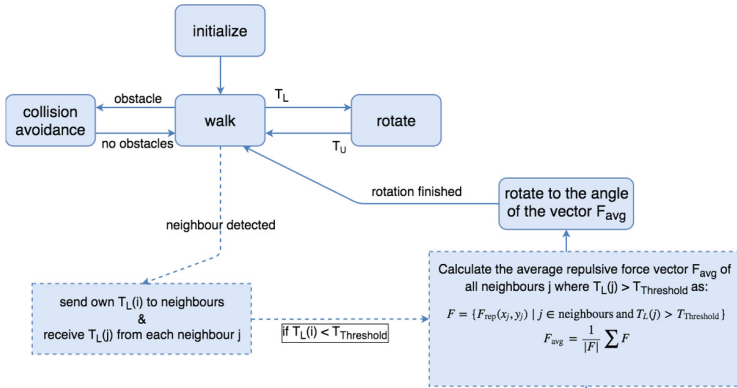 initialize
obstacle
T_L
collision
avoidance
walk
rotate
no obstacles
T_U
rotation finished
rotate to the angle
of the vector F_avg
neighbour detected
Calculate the average repulsive force vector F_avg of
all neighbours j where T_L(j) > T_Threshold as:
F = {F_rep(x_j, y_j) | j ∈ neighbours and T_L(j) > T_Threshold}
F_avg = 1/|F| ∑ F
send own T_L(i) to neighbours
&
receive T_L(j) from each neighbour j
if T_L(i) < T_Threshold